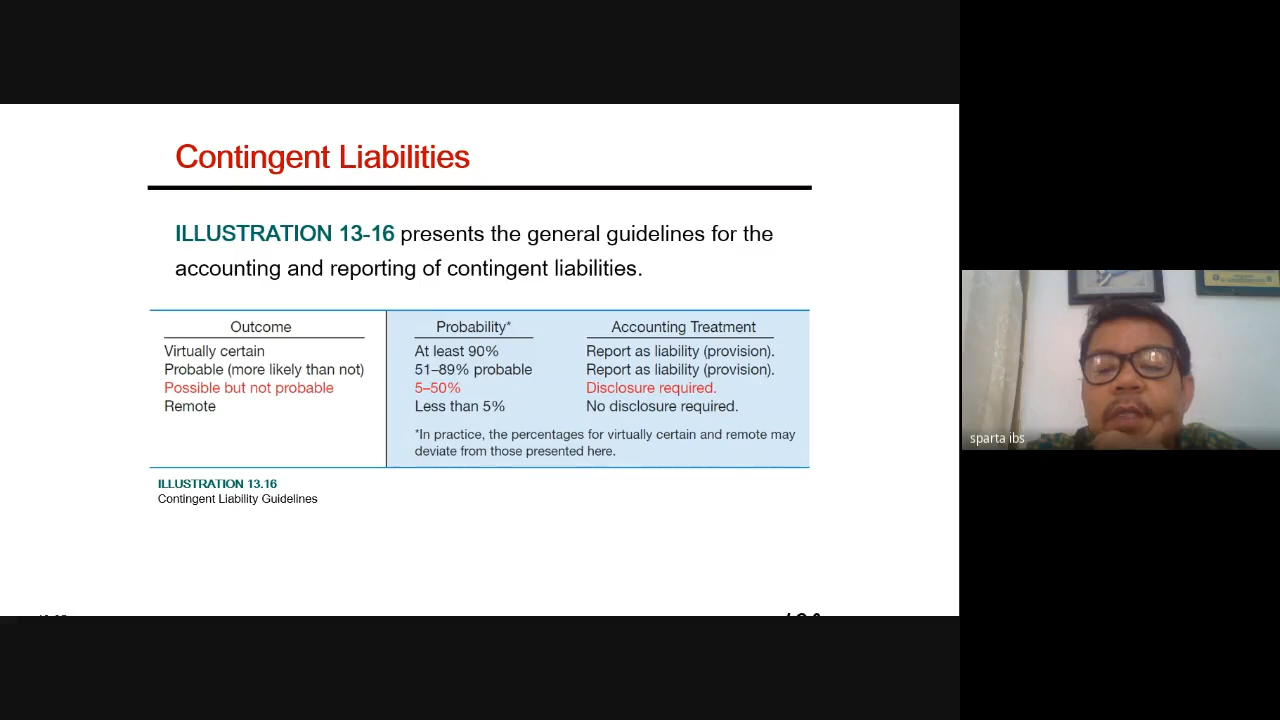 Contingent Liabilities
ILLUSTRATION 13-16 presents the general guidelines for the
accounting and reporting of contingent liabilities.
Outcome Probability* Accounting Treatment
Virtually certain At least 90% Report as liability (provision).
Probable (more likely than not) 51–89% probable Report as liability (provision).
Possible but not probable 5–50% Disclosure required.
Remote Less than 5% No disclosure required.
*In practice, the percentages for virtually certain and remote may
deviate from those presented here.
ILLUSTRATION 13.16
Contingent Liability Guidelines
sparta ibs